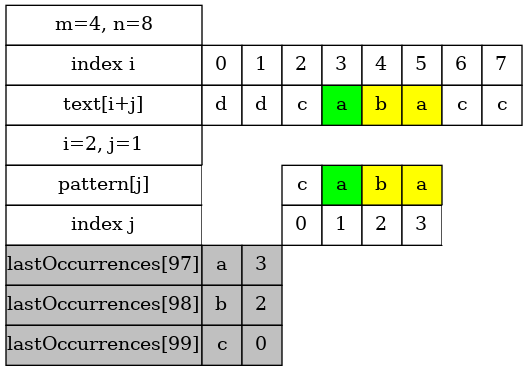 m=4, n=8
index i 0 1 2 3 4 5 6 7
text[i+j] d d c a b a c c
i=2, j=1
pattern[j] c a b a
index j 0 1 2 3
lastOccurrences[97] a 3
lastOccurrences[98] b 2
lastOccurrences[99] c 0